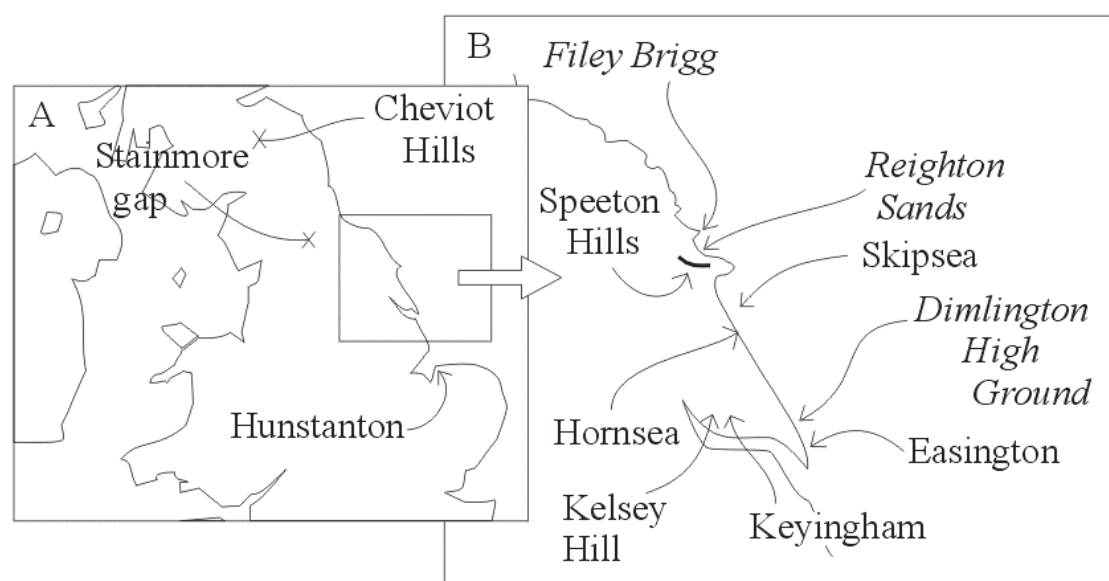 A
Cheviot
Hills
Stainmore
gap
Hunstanton
B
Filey Brigg
Reighton
Sands
Speeton
Hills
Skipsea
Dimlington
High
Ground
Hornsea
Easington
Kelsey
Hill
Keyingham